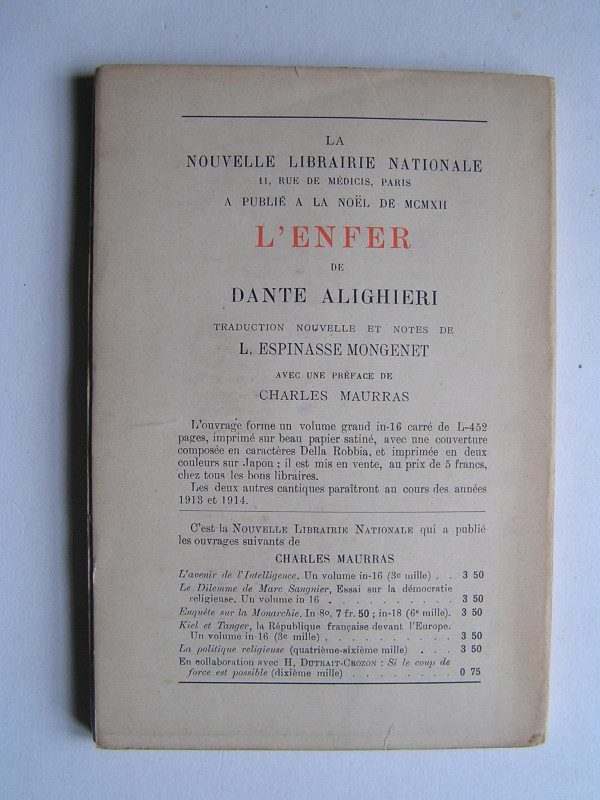 LA
NOUVELLE LIBRAIRIE NATIONALE
11, RUE DE MÉDICIS, PARIS
A PUBLIÉ A LA NOËL DE MCMXII
L'ENFER
DE
DANTE ALIGHIERI
TRADUCTION NOUVELLE ET NOTES DE
L. ESPINASSE MONGENET
AVEC UNE PRÉFACE DE
CHARLES MAURRAS
L'ouvrage forme un volume grand in-16 carré de L-452
pages, imprimé sur beau papier satiné, avec une couverture
composée en caractères Della Robbia, et imprimée en deux
couleurs sur Japon ; il est mis en vente, au prix de 5 francs,
chez tous les bons libraires.
Les deux autres cantiques paraîtront au cours des années
1913 et 1914.
C'est la NOUVELLE LIBRAIRIE NATIONALE qui a publié
les ouvrages suivants de
CHARLES MAURRAS
L'avenir de l'Intelligence. Un volume in-16 (3e mille) . . 3 50
Le Dilemme de Marc Sangnier, Essai sur la démocratie
religieuse. Un volume in 16 . . . . . . . . . . . 3 50
Enquête sur la Monarchie. In-8o, 7 fr. 50 ; in-18 (6e mille). 3 50
Kiel et Tanger, la République française devant l'Europe.
Un volume in-16 (3e mille) . . . . . . . . . . . 3 50
La politique religieuse (quatrième-sixième mille) . . . 3 50
En collaboration avec H. DUTRAIT-CROZON : Si le coup de
force est possible (dixième mille) . . . . . . . . . 0 75